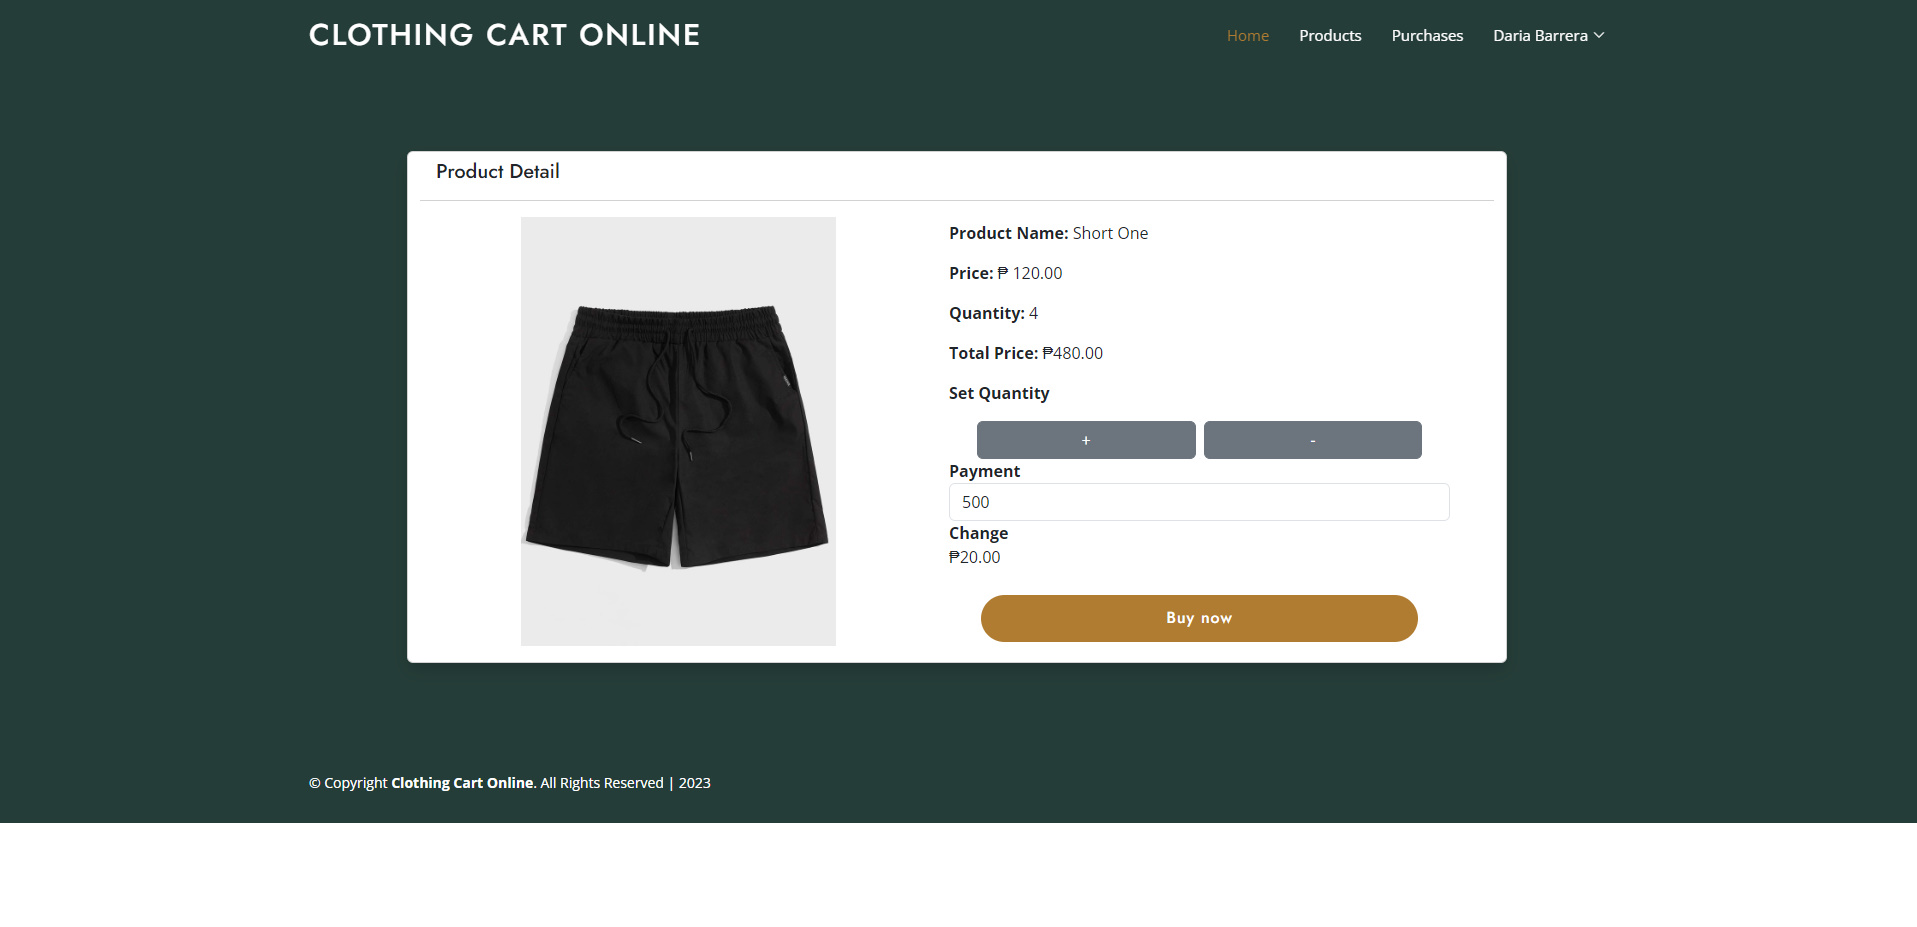 CLOTHING CART ONLINE
Home Products Purchases Daria Barrera
Product Detail
Product Name: Short One
Price: ₱ 120.00
Quantity: 4
Total Price: ₱480.00
Set Quantity
+ -
Payment
500
Change
₱20.00
Buy now
© Copyright Clothing Cart Online. All Rights Reserved | 2023